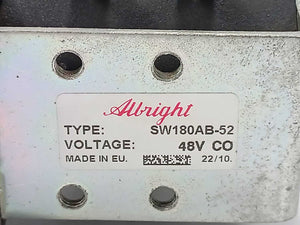 Albright
TYPE: SW180AB-52
VOLTAGE: 48V CO
MADE IN EU. 22/10.